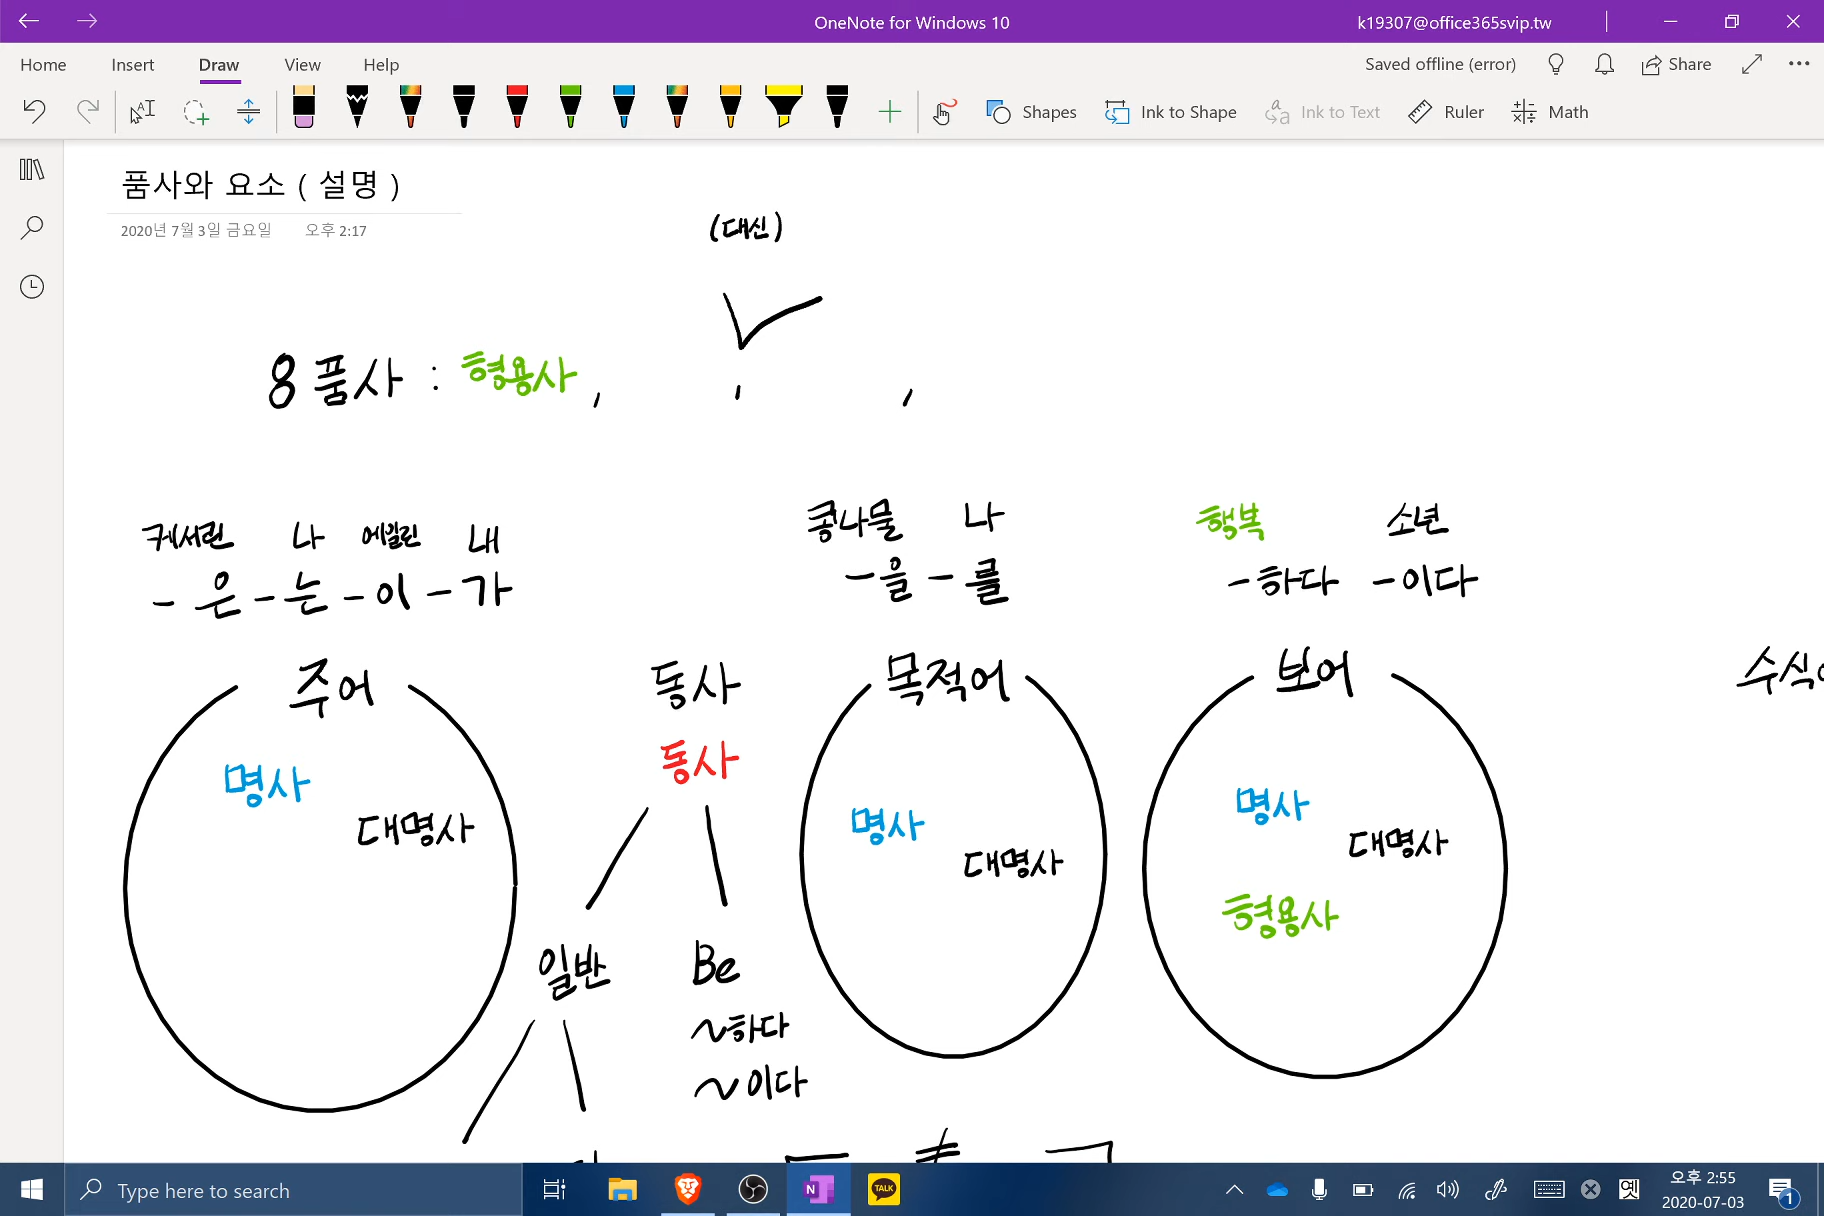 OneNote for Windows 10
k19307@office365svip.tw
Home Insert Draw View Help
Saved offline (error) Share
Shapes Ink to Shape Ink to Text Ruler Math
품사와 요소 ( 설명 )
2020년 7월 3일 금요일 오후 2:17
(대신)
8품사 : 형용사, , ,
케서린 나 에일린 내
-은 -는 -이 -가
콩나물 나
-을 -를
행복 소년
-하다 -이다
주어 동사 목적어 보어 수식
동사
명사 대명사
명사 대명사
명사 대명사
형용사
일반 Be
~하다
~이다
Type here to search
TALK
오후 2:55
2020-07-03
1